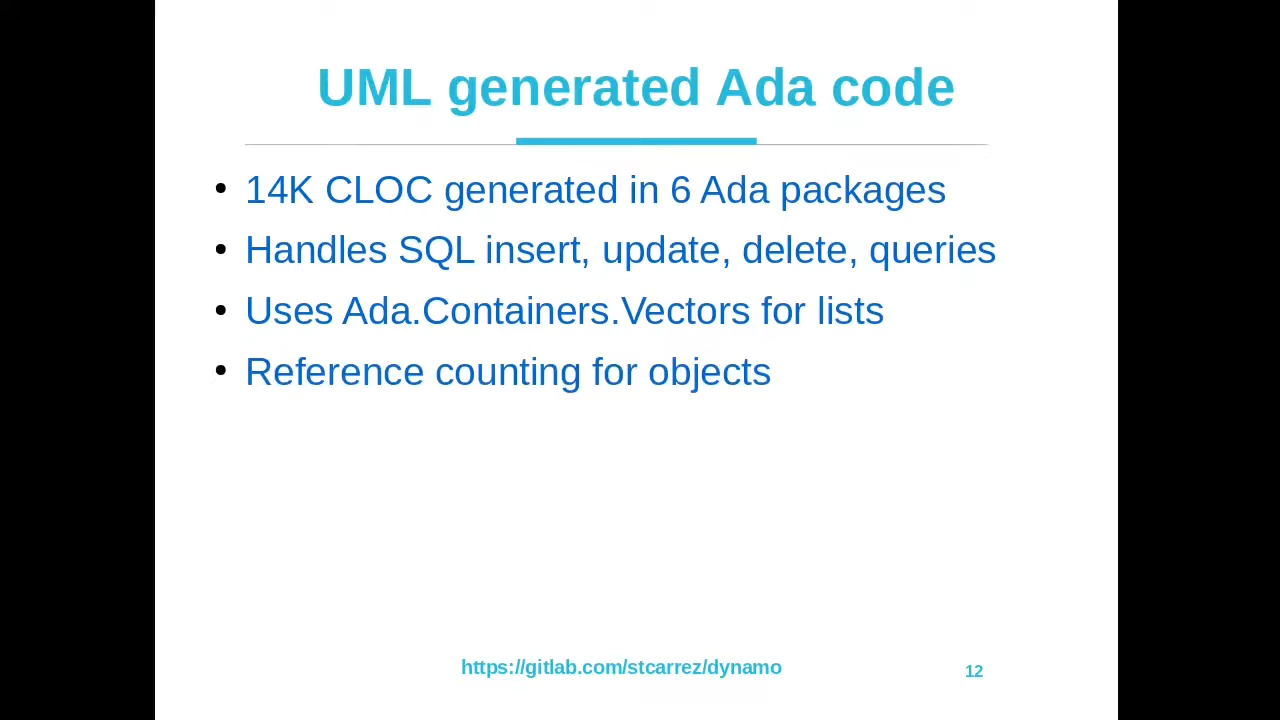 UML generated Ada code
• 14K CLOC generated in 6 Ada packages
• Handles SQL insert, update, delete, queries
• Uses Ada.Containers.Vectors for lists
• Reference counting for objects
https://gitlab.com/stcarrez/dynamo
12